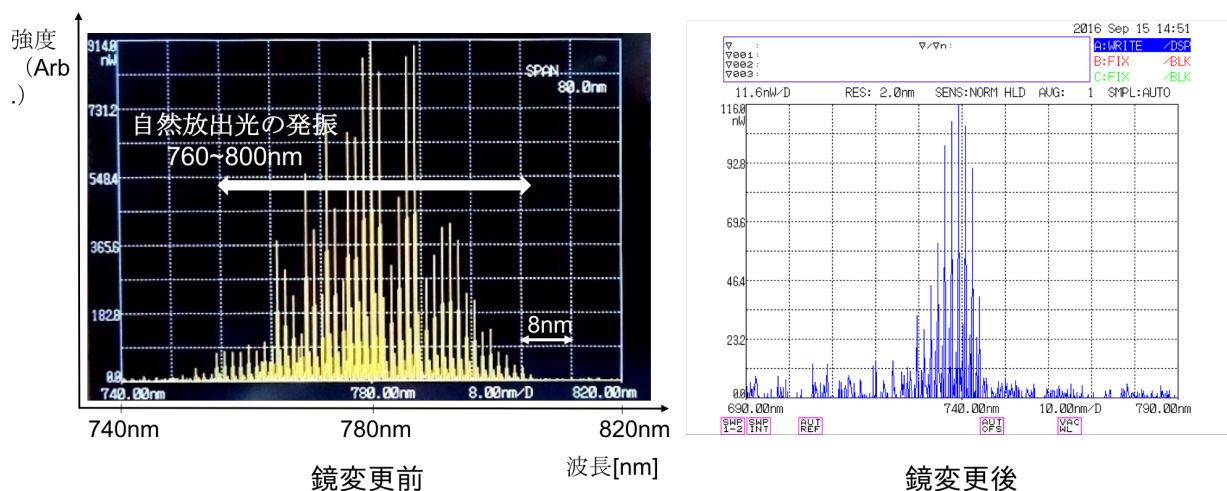 強度
（Arb
.）
914.0
nW
731.2
548.4
365.6
182.8
0.0
SPAN
80.0nm
自然放出光の発振
760~800nm
8nm
740.00nm
780.00nm
8.00nm/D
820.00nm
740nm
780nm
820nm
波長[nm]
鏡変更前
2016 Sep 15 14:51
▽ :
▽001:
▽002:
▽003:
▽/▽n:
A:WRITE /DSP
B:FIX /BLK
C:FIX /BLK
11.6nW/D RES: 2.0nm SENS:NORM HLD AVG: 1 SMPL:AUTO
116.0
nW
92.8
69.6
46.4
23.2
0.0
690.00nm
740.00nm
10.00nm/D
790.00nm
SWP
1-2
SWP
INT
AUT
REF
AUT
OFS
VAC
WL
鏡変更後